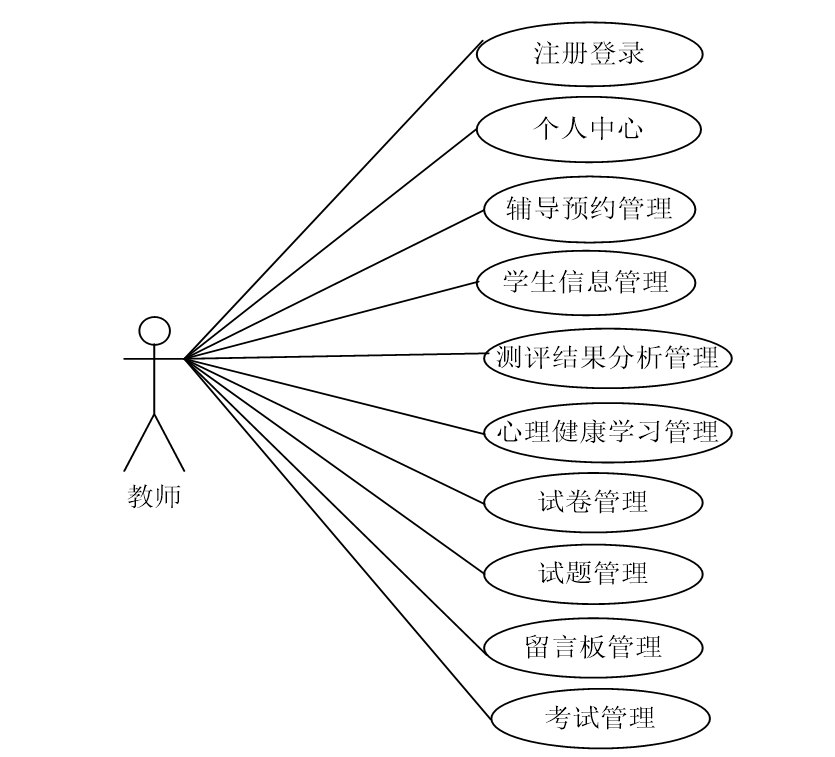 注册登录
个人中心
辅导预约管理
学生信息管理
测评结果分析管理
心理健康学习管理
试卷管理
试题管理
留言板管理
考试管理
教师